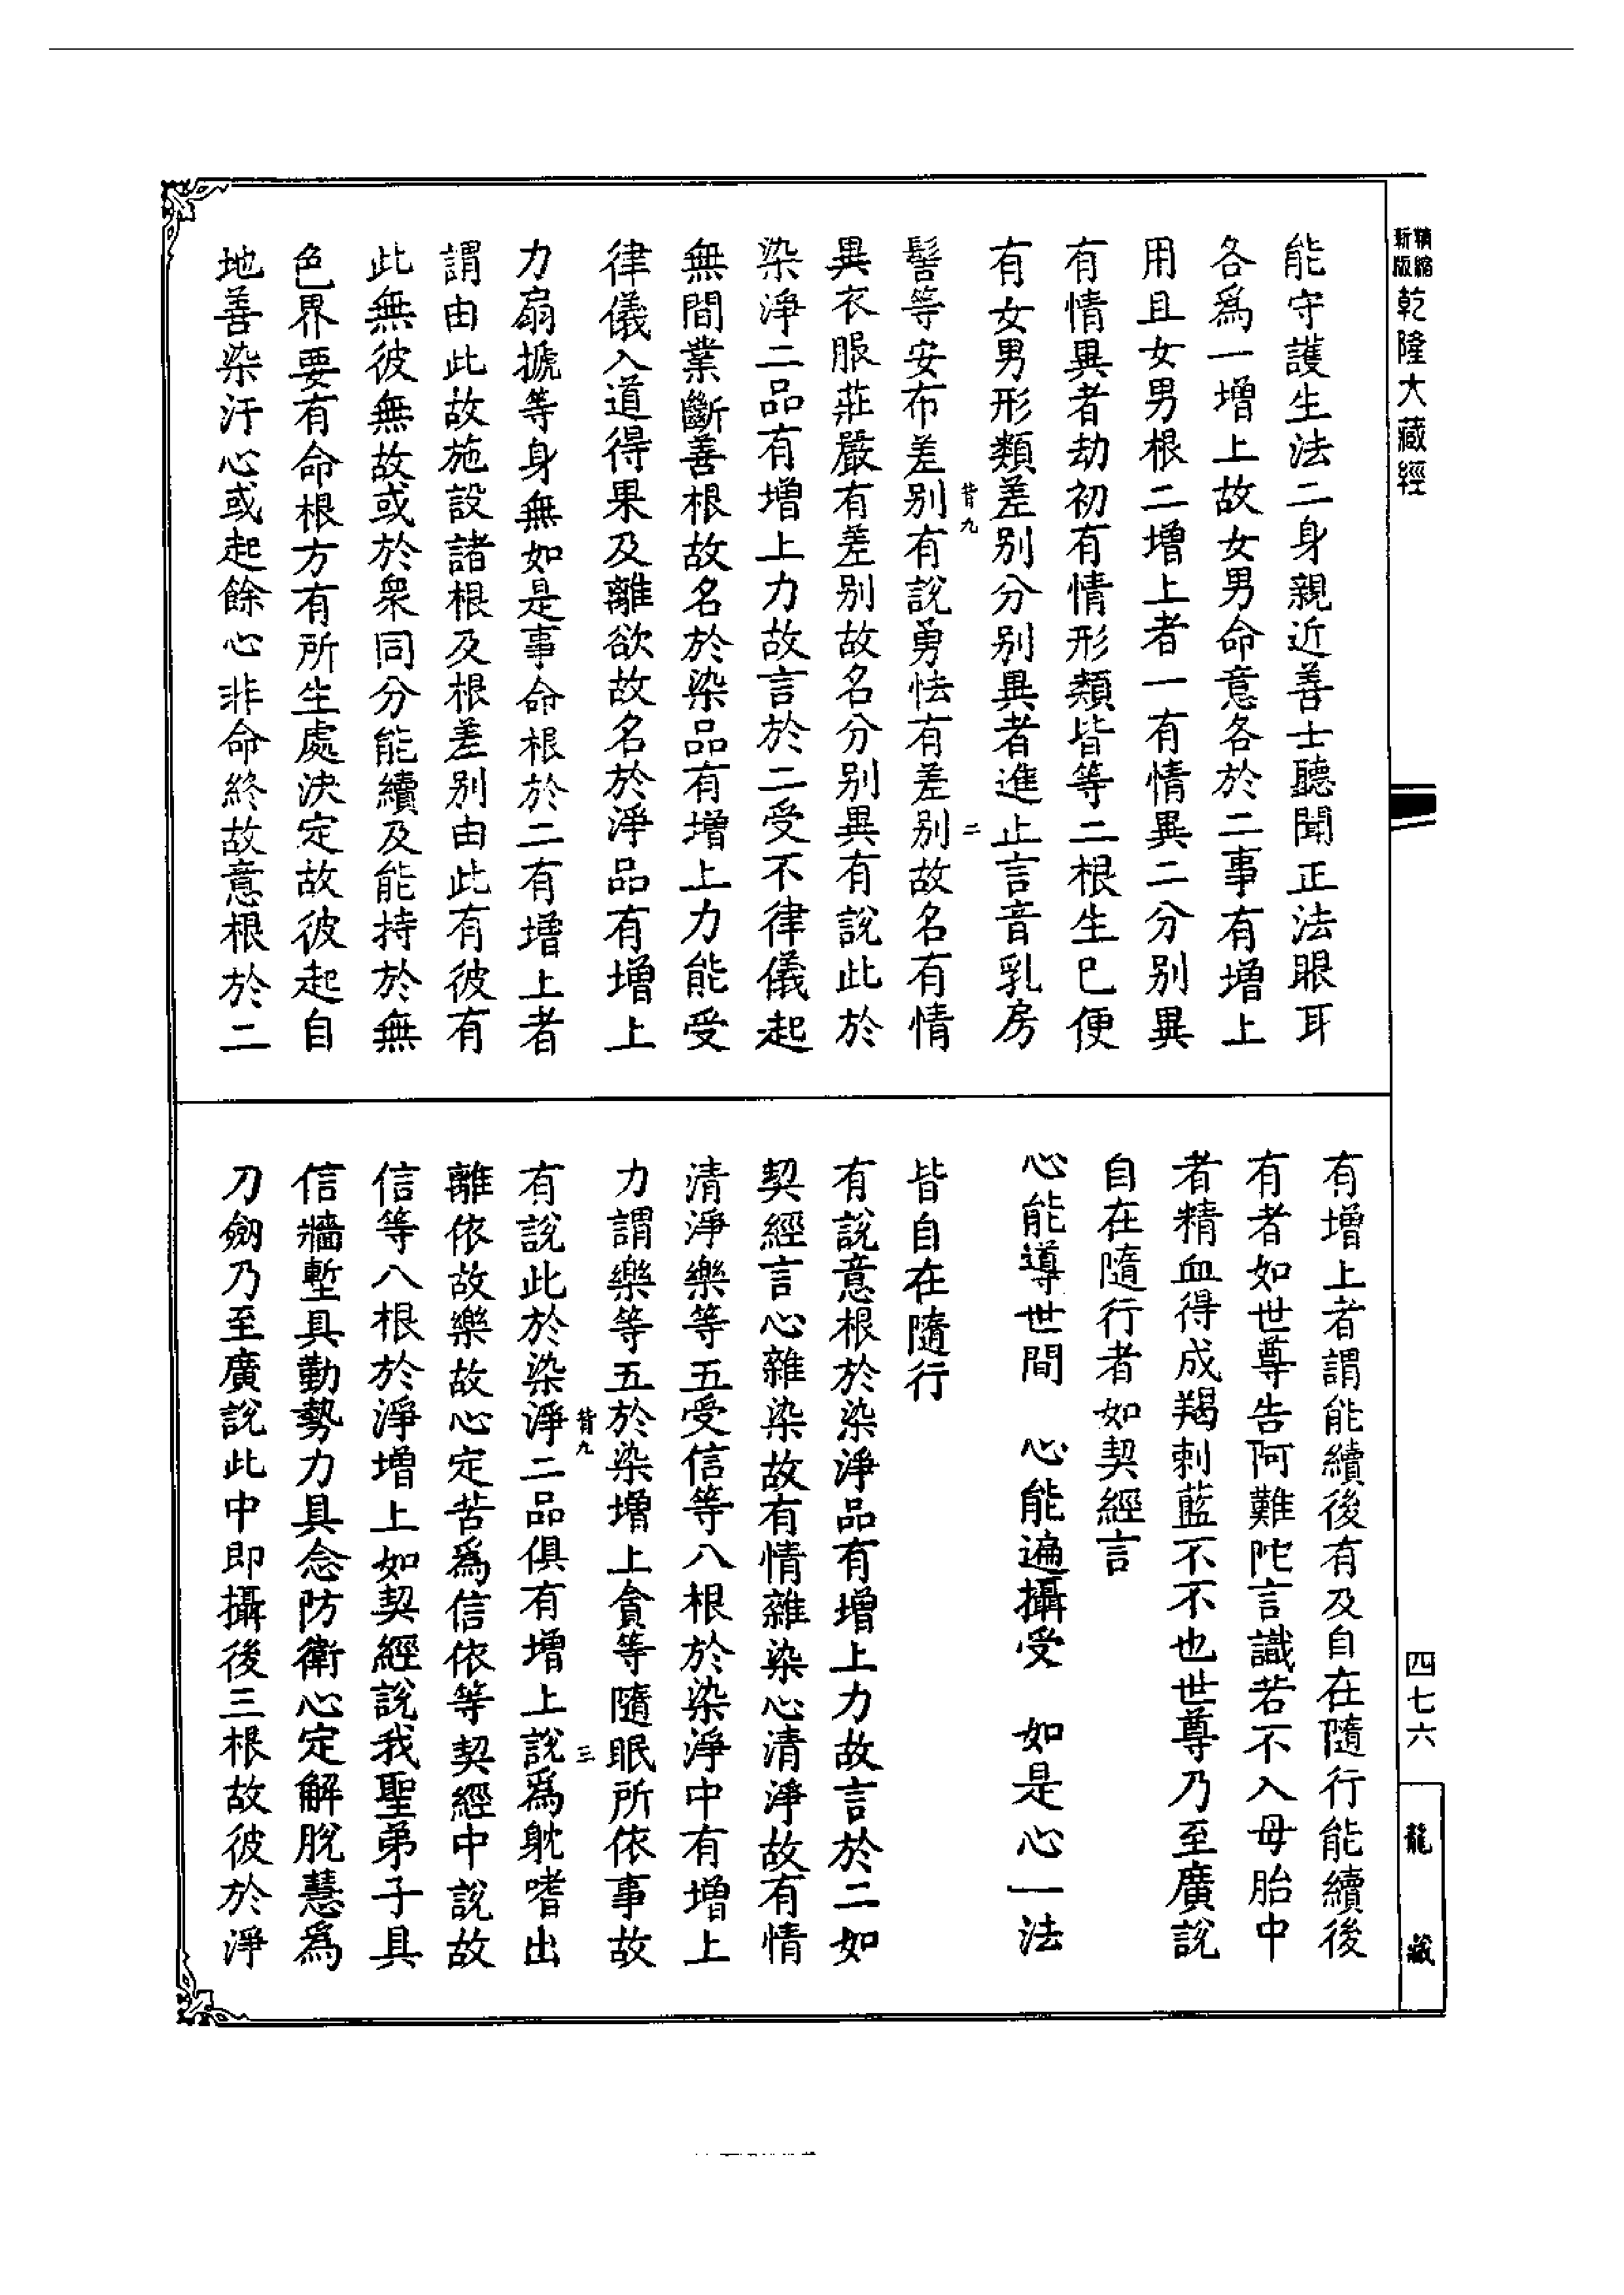 新版精縮乾隆大藏經
能守護生法二身親近善士聽聞正法眼耳
各爲一增上故女男命意各於二事有增上
用且女男根二增上者一有情異二分別異
有情異者劫初有情形類皆等二根生巳便
有女男形類差別分別異者進止言音乳房
背九
二
髻等安布差別有說勇怯有差別故名有情
異衣服莊嚴有差別故名分別異有說此於
染淨二品有增上力故言於二受不律儀起
無間業斷善根故名於染品有增上力能受
律儀入道得果及離欲故名於淨品有增上
力扇搋等身無如是事命根於二有增上者
謂由此故施設諸根及根差別由此有彼有
此無彼無故或於衆同分能續及能持於無
色界要有命根方有所生處決定故彼起自
地善染汙心或起餘心非命終故意根於二
有增上者謂能續後有及自在隨行能續後
有者如世尊告阿難陀言識若不入母胎中
者精血得成羯剌藍不不也世尊乃至廣說
自在隨行者如契經言
心能導世間 心能遍攝受 如是心一法
皆自在隨行
有說意根於染淨品有增上力故言於二如
契經言心雜染故有情雜染心清淨故有情
清淨樂等五受信等八根於染淨中有增上
力謂樂等五於染增上貪等隨眠所依事故
背九
三
有說此於染淨二品俱有增上說爲躭嗜出
離依故樂故心定苦爲信依等契經中說故
信等八根於淨增上如契經說我聖弟子具
信牆塹具勤勢力具念防衛心定解脫慧爲
刀劒乃至廣說此中即攝後三根故彼於淨
四七六
龍藏